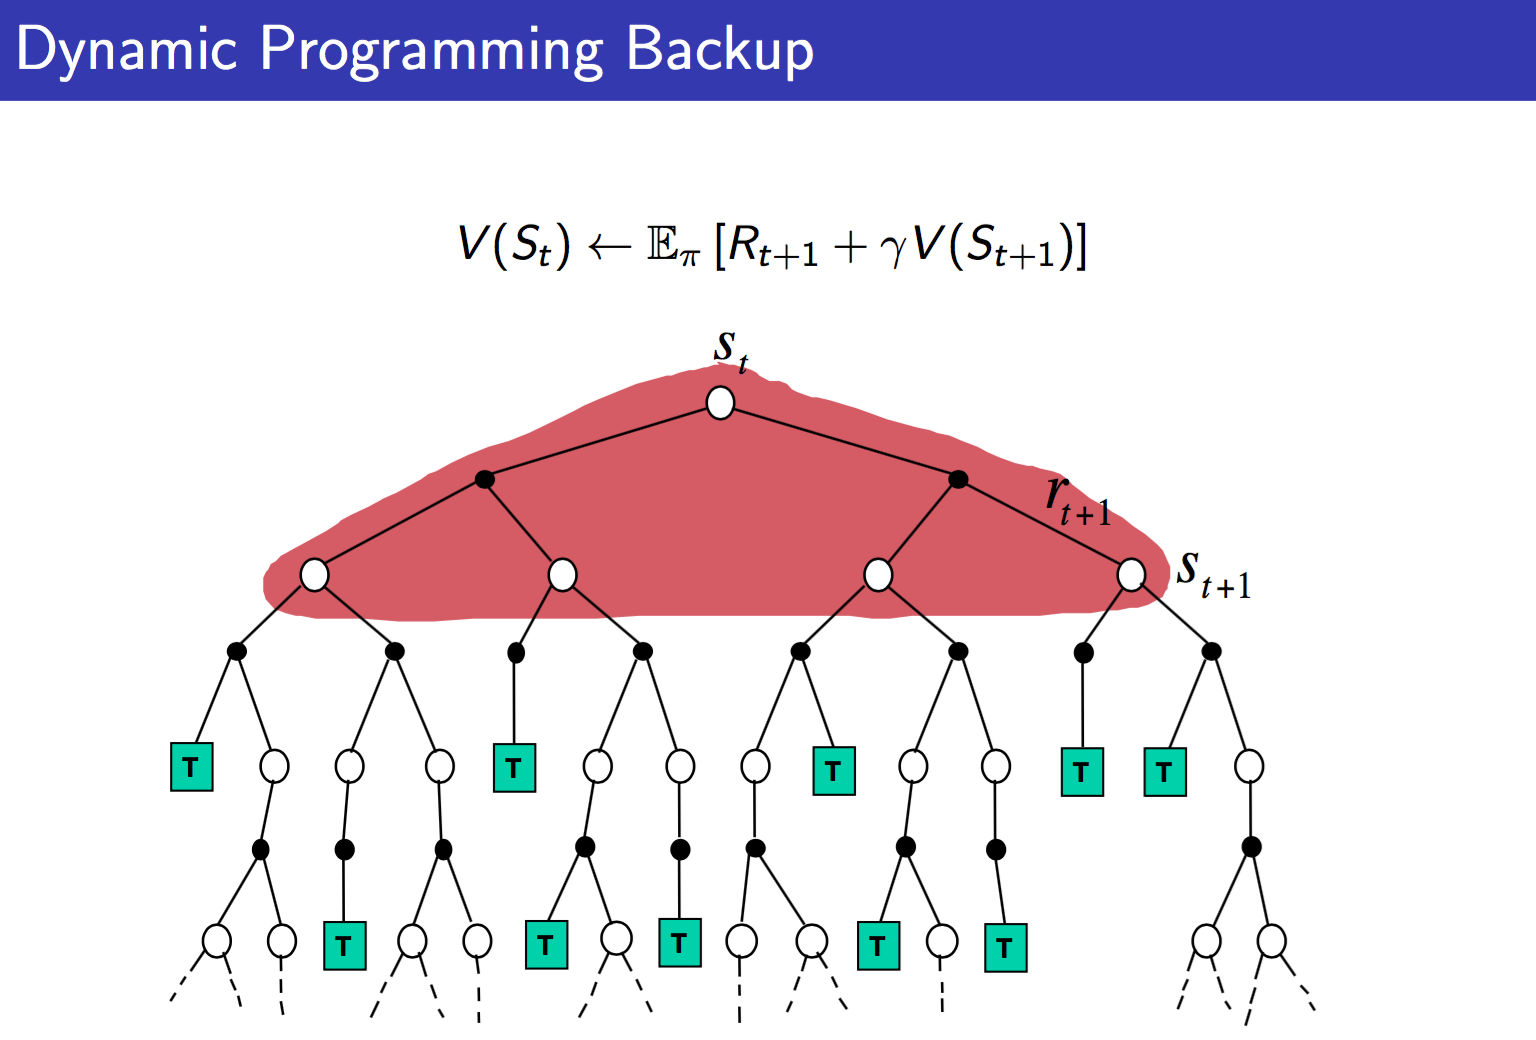 Dynamic Programming Backup
V(Sₜ) ← 𝔼π [Rₜ₊₁ + γV(Sₜ₊₁)]
sₜ
rₜ₊₁
sₜ₊₁
T
T
T
T
T
T
T
T
T
T
T